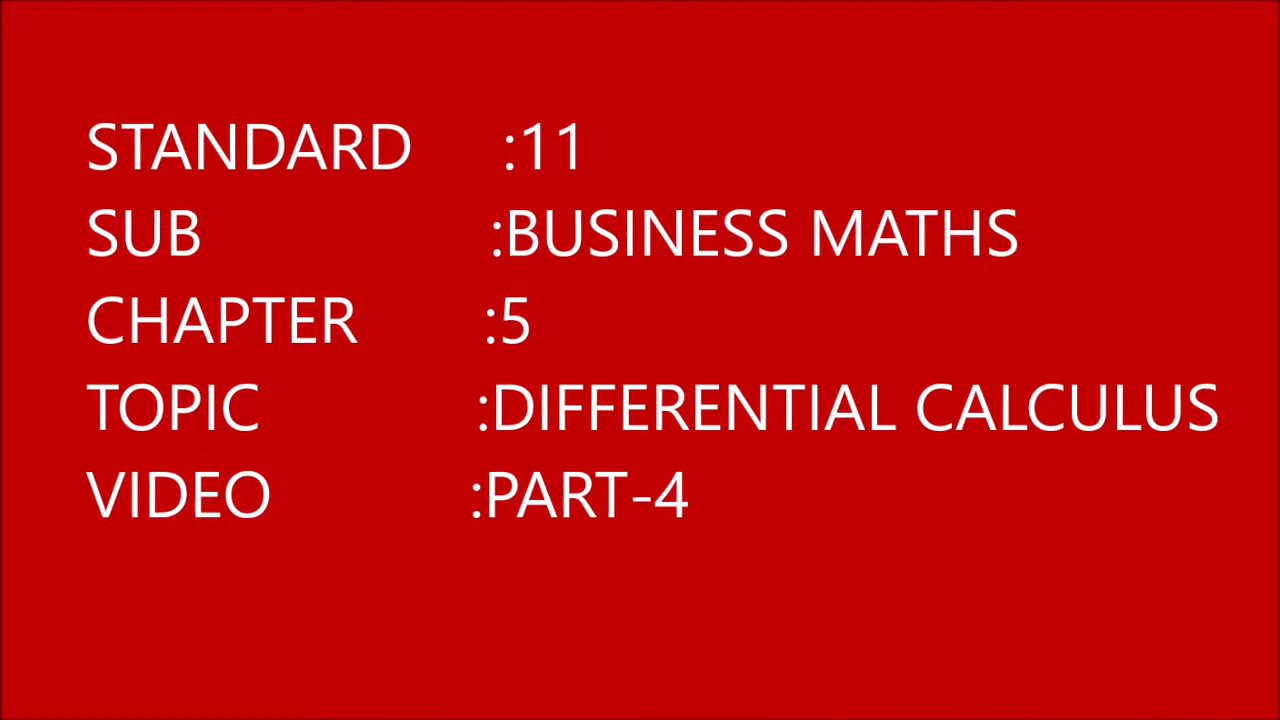 STANDARD :11
SUB :BUSINESS MATHS
CHAPTER :5
TOPIC :DIFFERENTIAL CALCULUS
VIDEO :PART-4